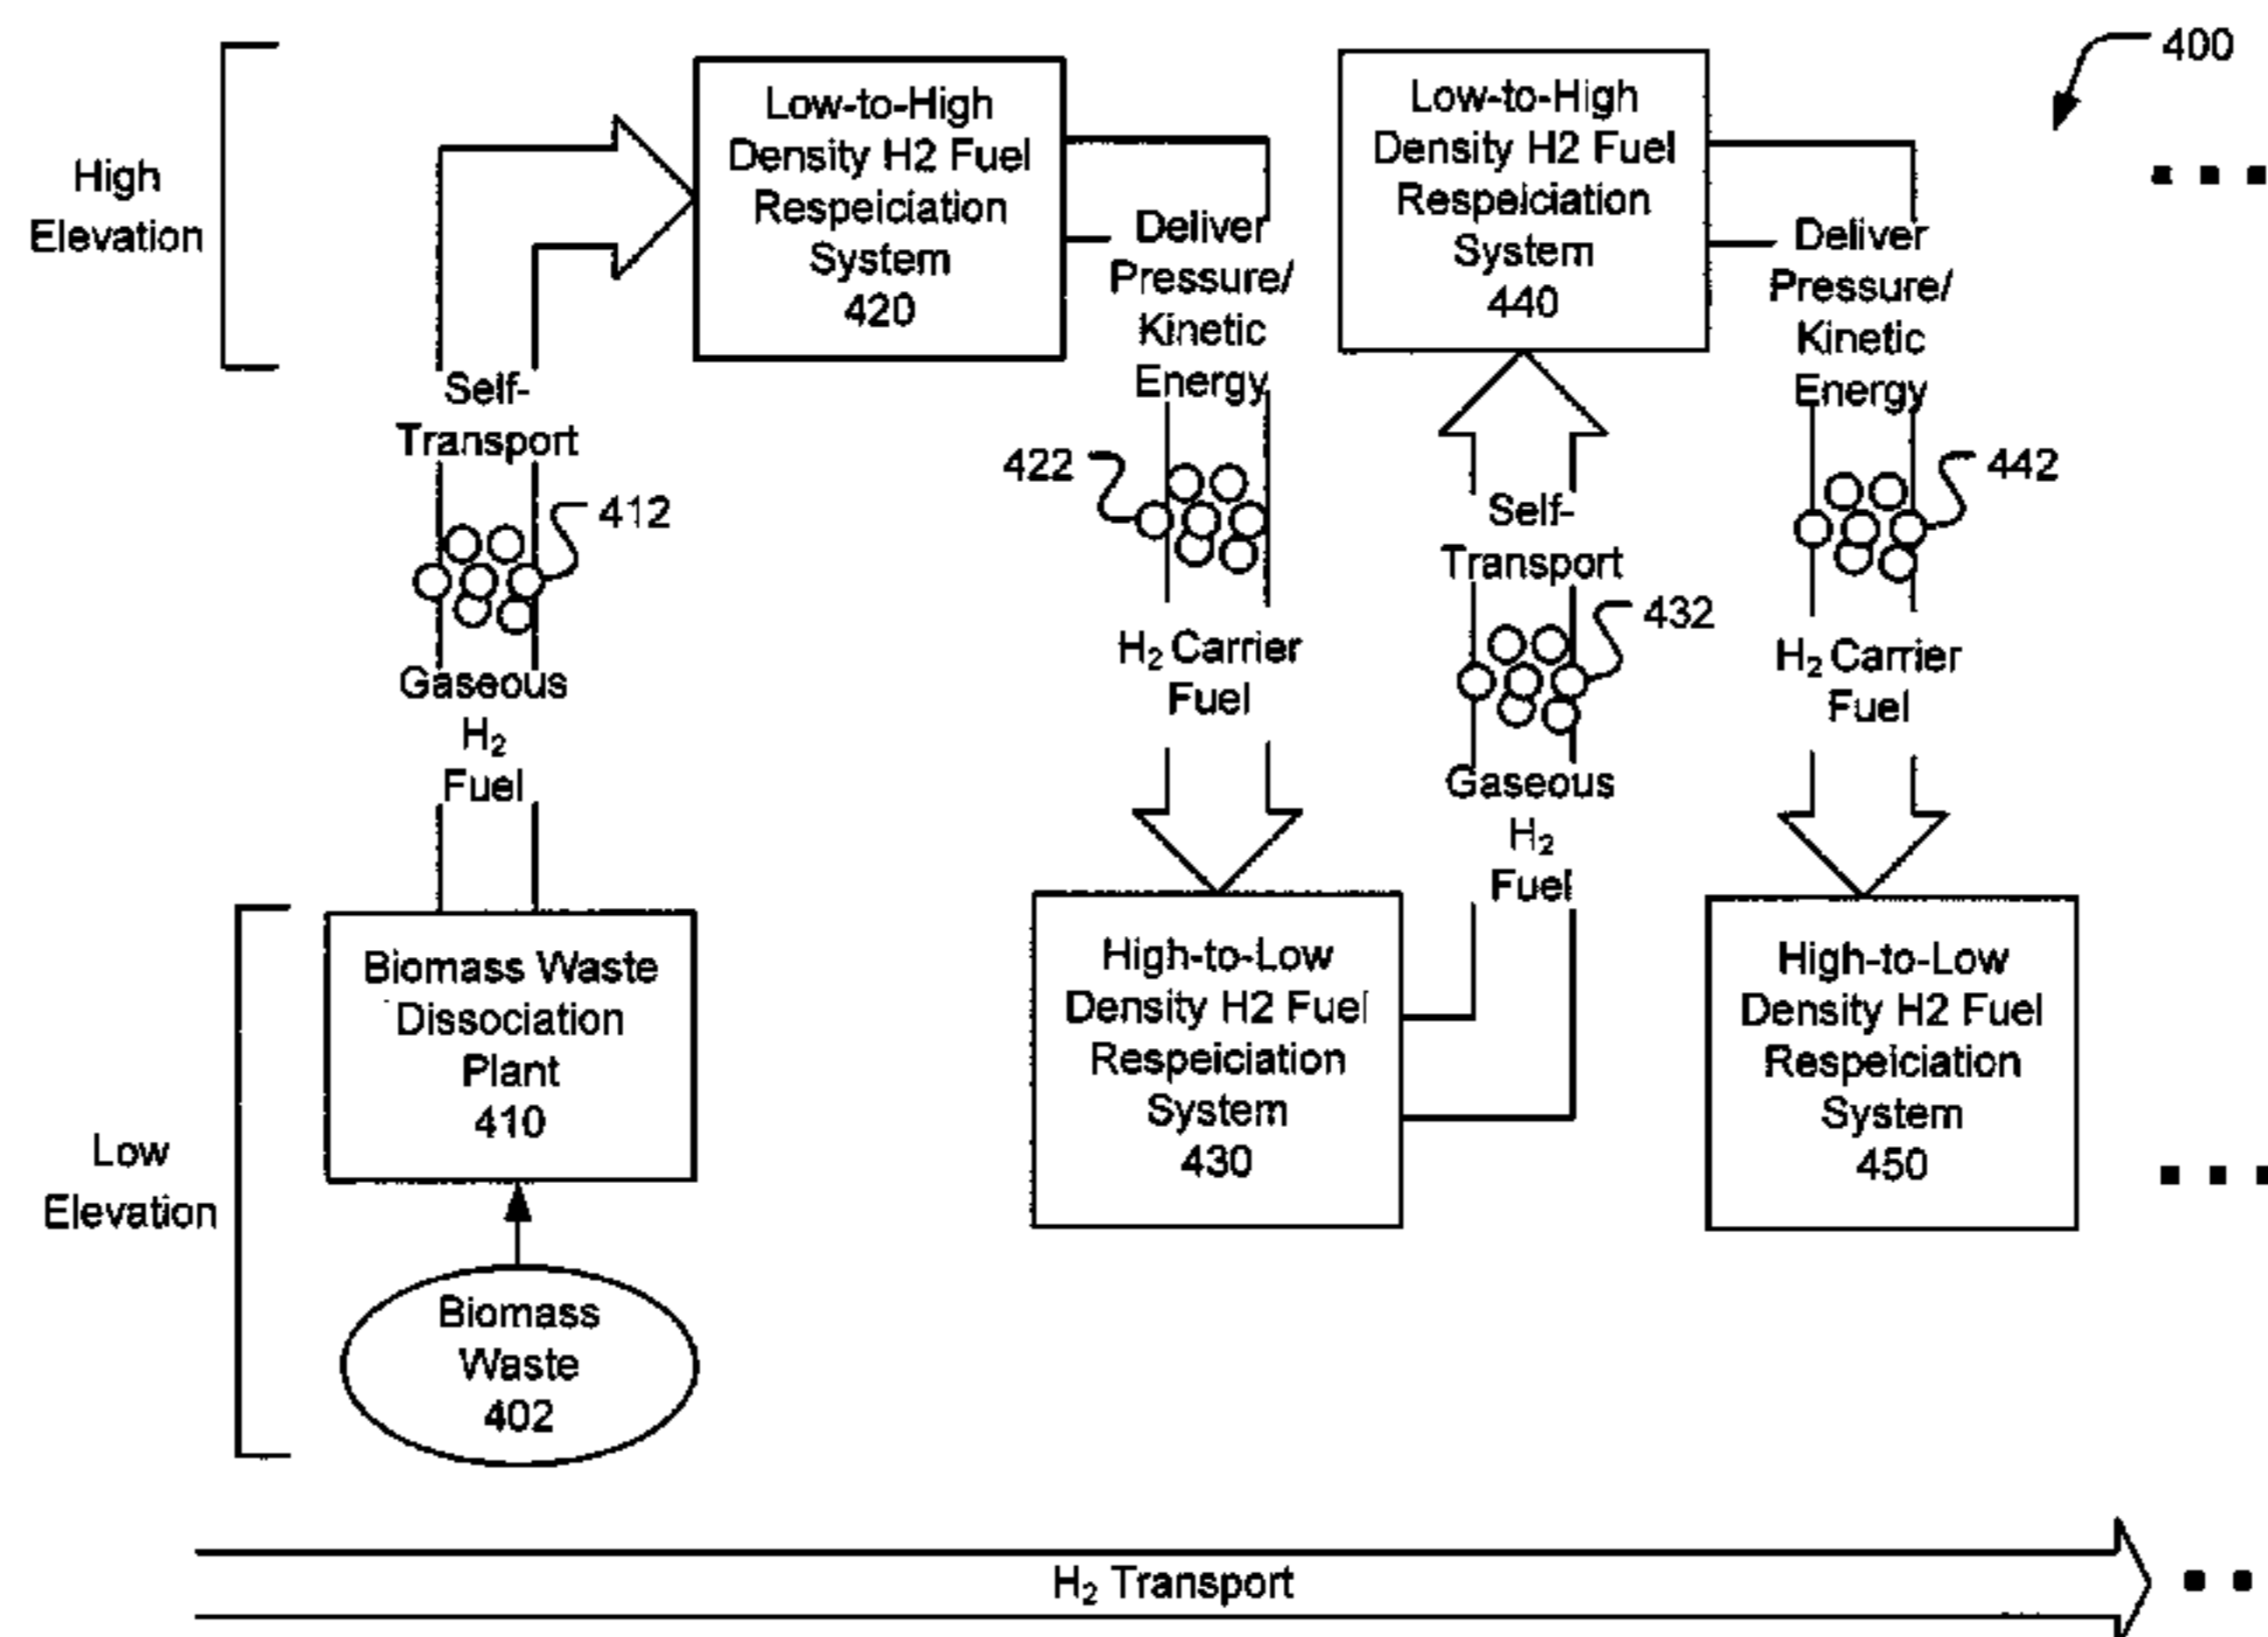 400
High
Elevation
Low-to-High
Density H2 Fuel
Respeiciation
System
420
Low-to-High
Density H2 Fuel
Respeiciation
System
440
Deliver
Pressure/
Kinetic
Energy
Deliver
Pressure/
Kinetic
Energy
Self-
Transport
412
Gaseous
H₂
Fuel
422
H₂ Carrier
Fuel
Self-
Transport
432
Gaseous
H₂
Fuel
442
H₂ Carrier
Fuel
Low
Elevation
Biomass Waste
Dissociation
Plant
410
Biomass
Waste
402
High-to-Low
Density H2 Fuel
Respeiciation
System
430
High-to-Low
Density H2 Fuel
Respeiciation
System
450
H₂ Transport